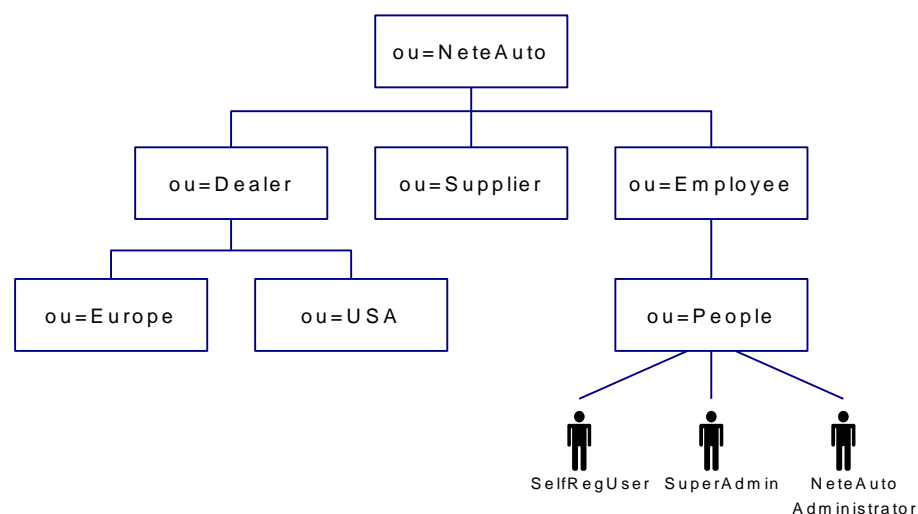 ou=NeteAuto
ou=Dealer
ou=Supplier
ou=Employee
ou=Europe
ou=USA
ou=People
SelfRegUser
SuperAdmin
NeteAuto
Administrator